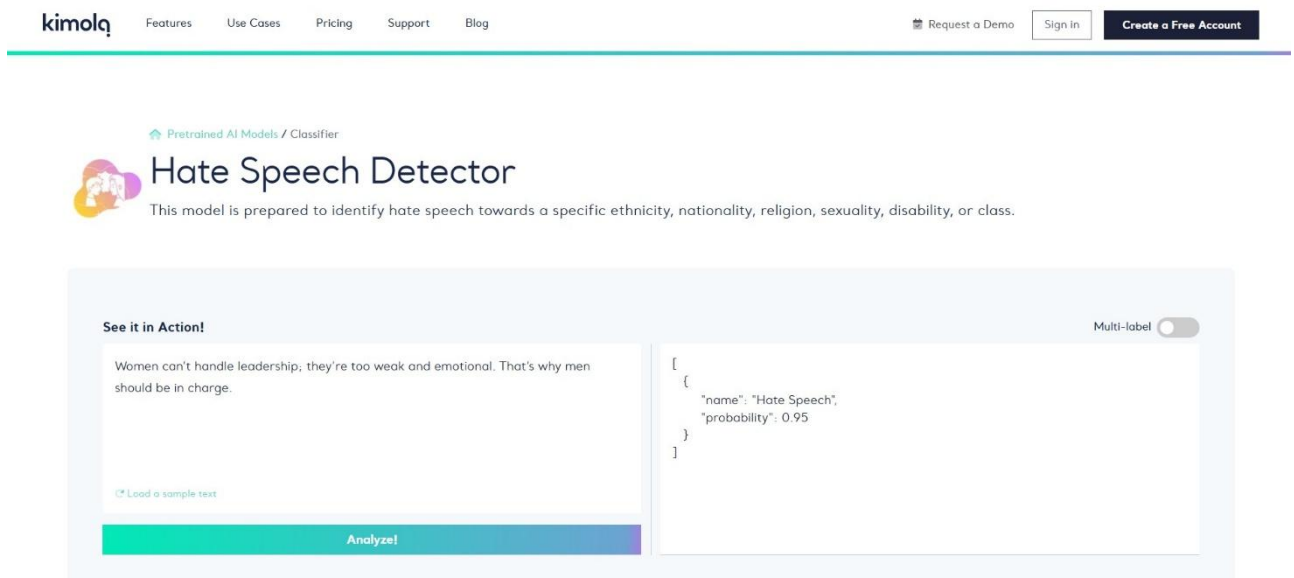 kimola Features Use Cases Pricing Support Blog Request a Demo Sign in Create a Free Account
Pretrained AI Models / Classifier
Hate Speech Detector
This model is prepared to identify hate speech towards a specific ethnicity, nationality, religion, sexuality, disability, or class.
See it in Action!
Multi-label
Women can't handle leadership; they're too weak and emotional. That's why men
should be in charge.
Load a sample text
Analyze!
[
{
"name": "Hate Speech",
"probability": 0.95
}
]